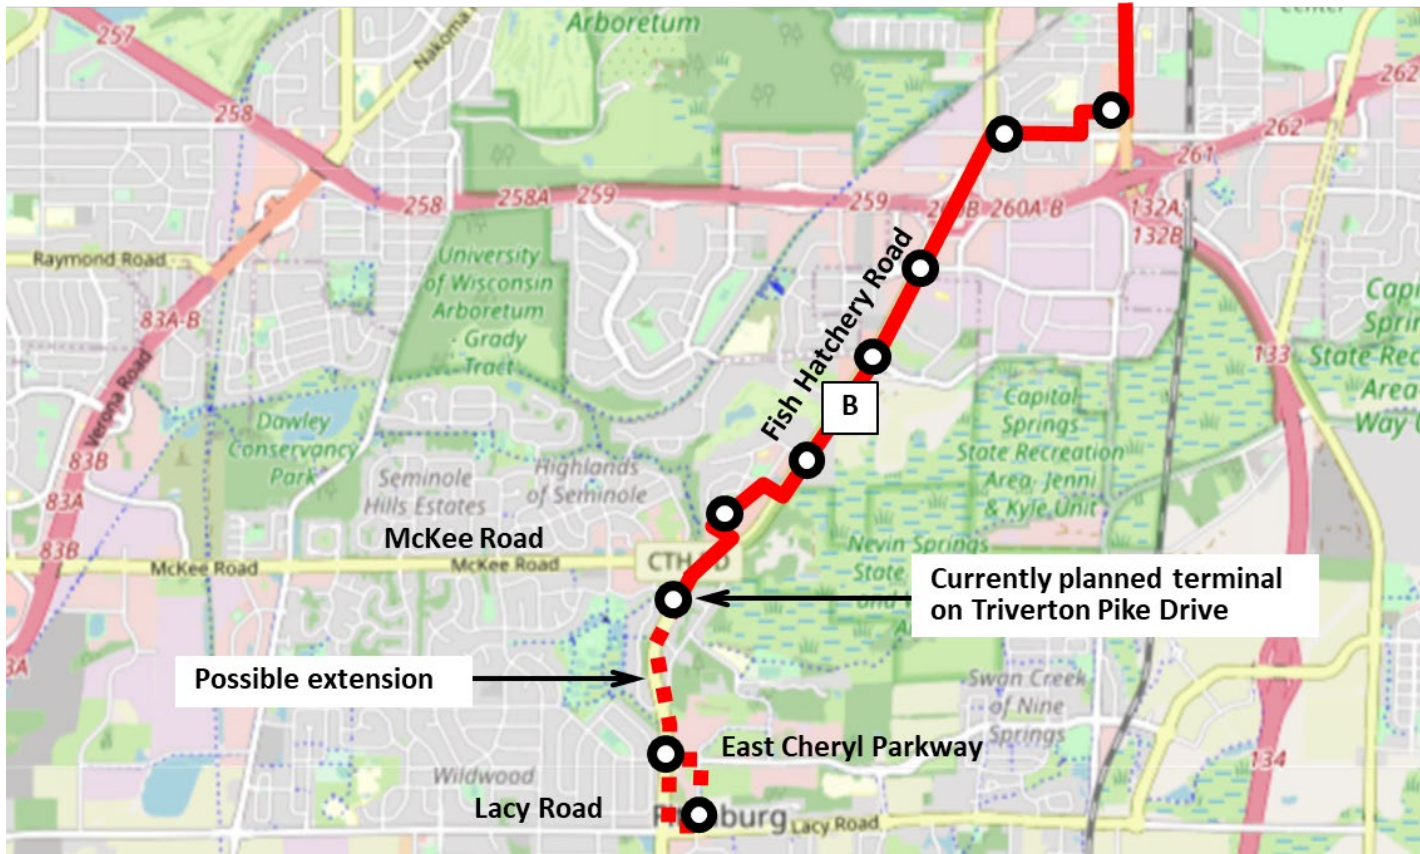 Arboretum
Center
257
Nakoma
262
258
262
261
258
258A
259
259
260A-B
132A
132B
Raymond Road
University
of Wisconsin
Arboretum
- Grady
Tract
Fish Hatchery Road
83A-B
133
Verona Road
B
Capital
Springs
State Recreation
Area- Jenni
& Kyle Unit
Dawley
Conservancy
Park
83B
Seminole
Hills Estates
Highlands
of Seminole
83A
McKee Road
83B
McKee Road
McKee Road
CTH
Nevin Springs
State
Currently planned terminal
on Triverton Pike Drive
3A
Possible extension
Swan Creek
of Nine
Springs
East Cheryl Parkway
134
Wildwood
Lacy Road
burg
Lacy Road